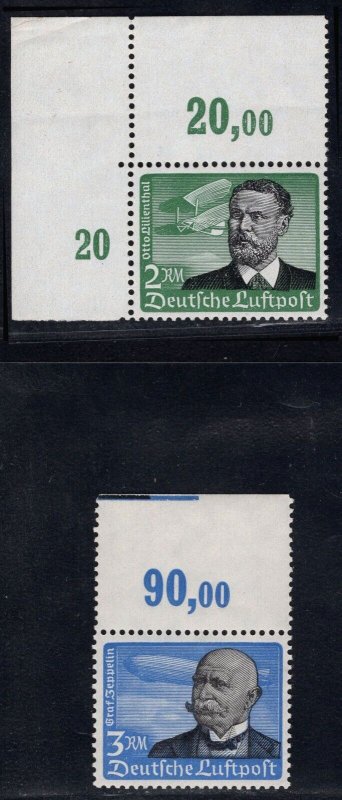 20,00
20
Otto Lilienthal
2 RM
Deutsche Luftpost
90,00
Graf Zeppelin
3 RM
Deutsche Luftpost